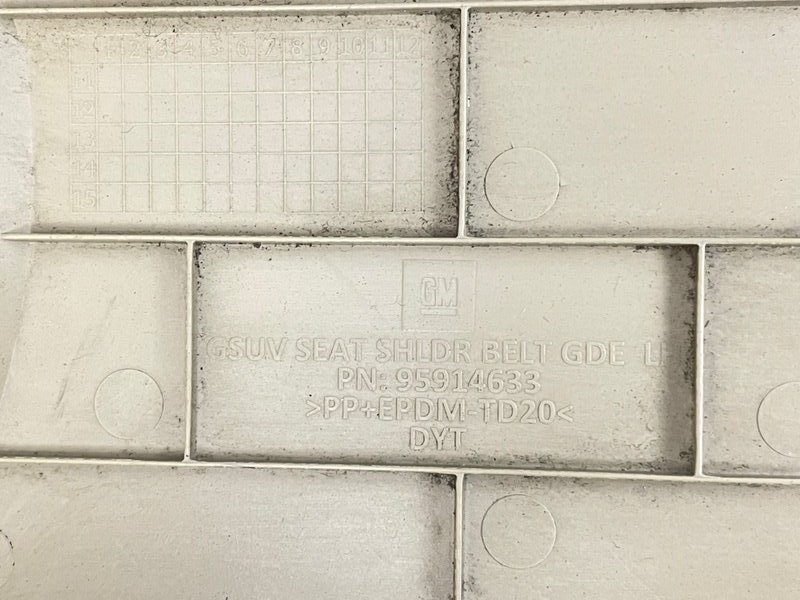 2 3 4 5 6 7 8 9 10 11 12
11
12
13
14
15
GM
GSUV SEAT SHLDR BELT GDE LH
PN: 95914633
>PP+EPDM-TD20<
DYT